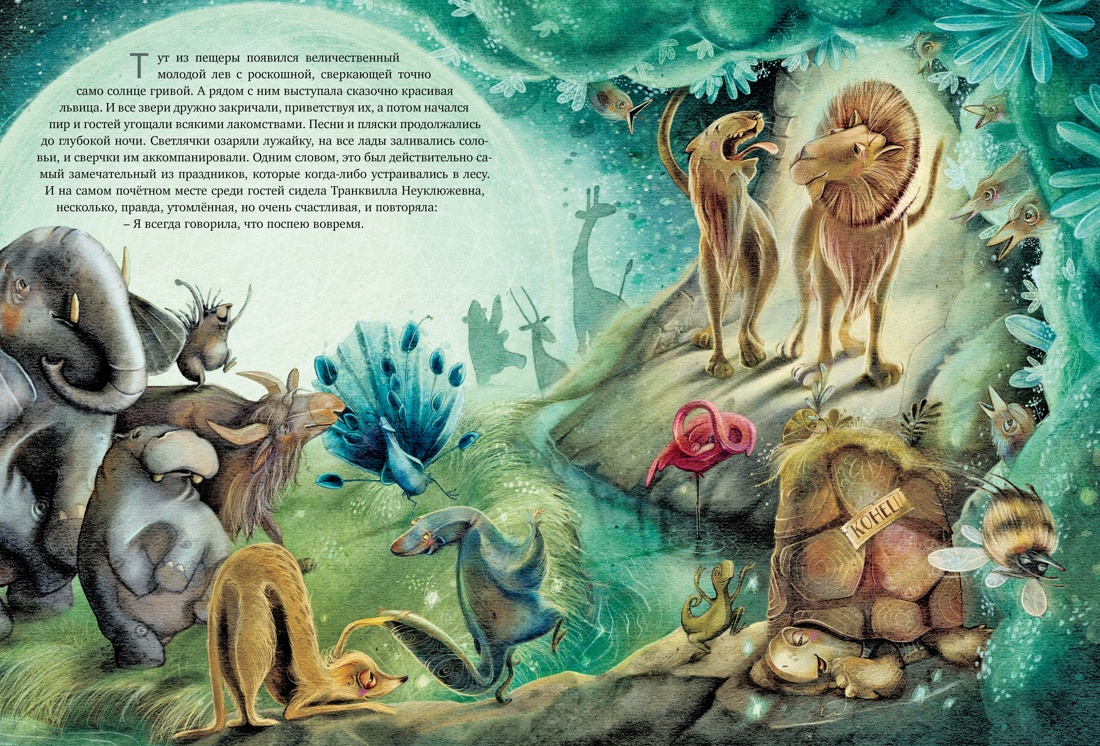 Тут из пещеры появился величественный
молодой лев с роскошной, сверкающей точно
само солнце гривой. А рядом с ним выступала сказочно красивая
львица. И все звери дружно закричали, приветствуя их, а потом начался
пир и гостей угощали всякими лакомствами. Песни и пляски продолжались
до глубокой ночи. Светлячки озаряли лужайку, на все лады заливались соло-
вьи, и сверчки им аккомпанировали. Одним словом, это был действительно са-
мый замечательный из праздников, которые когда-либо устраивались в лесу.
И на самом почётном месте среди гостей сидела Транквилла Неуклюжевна,
несколько, правда, утомлённая, но очень счастливая, и повторяла:
– Я всегда говорила, что поспею вовремя.
КОНЕЦ